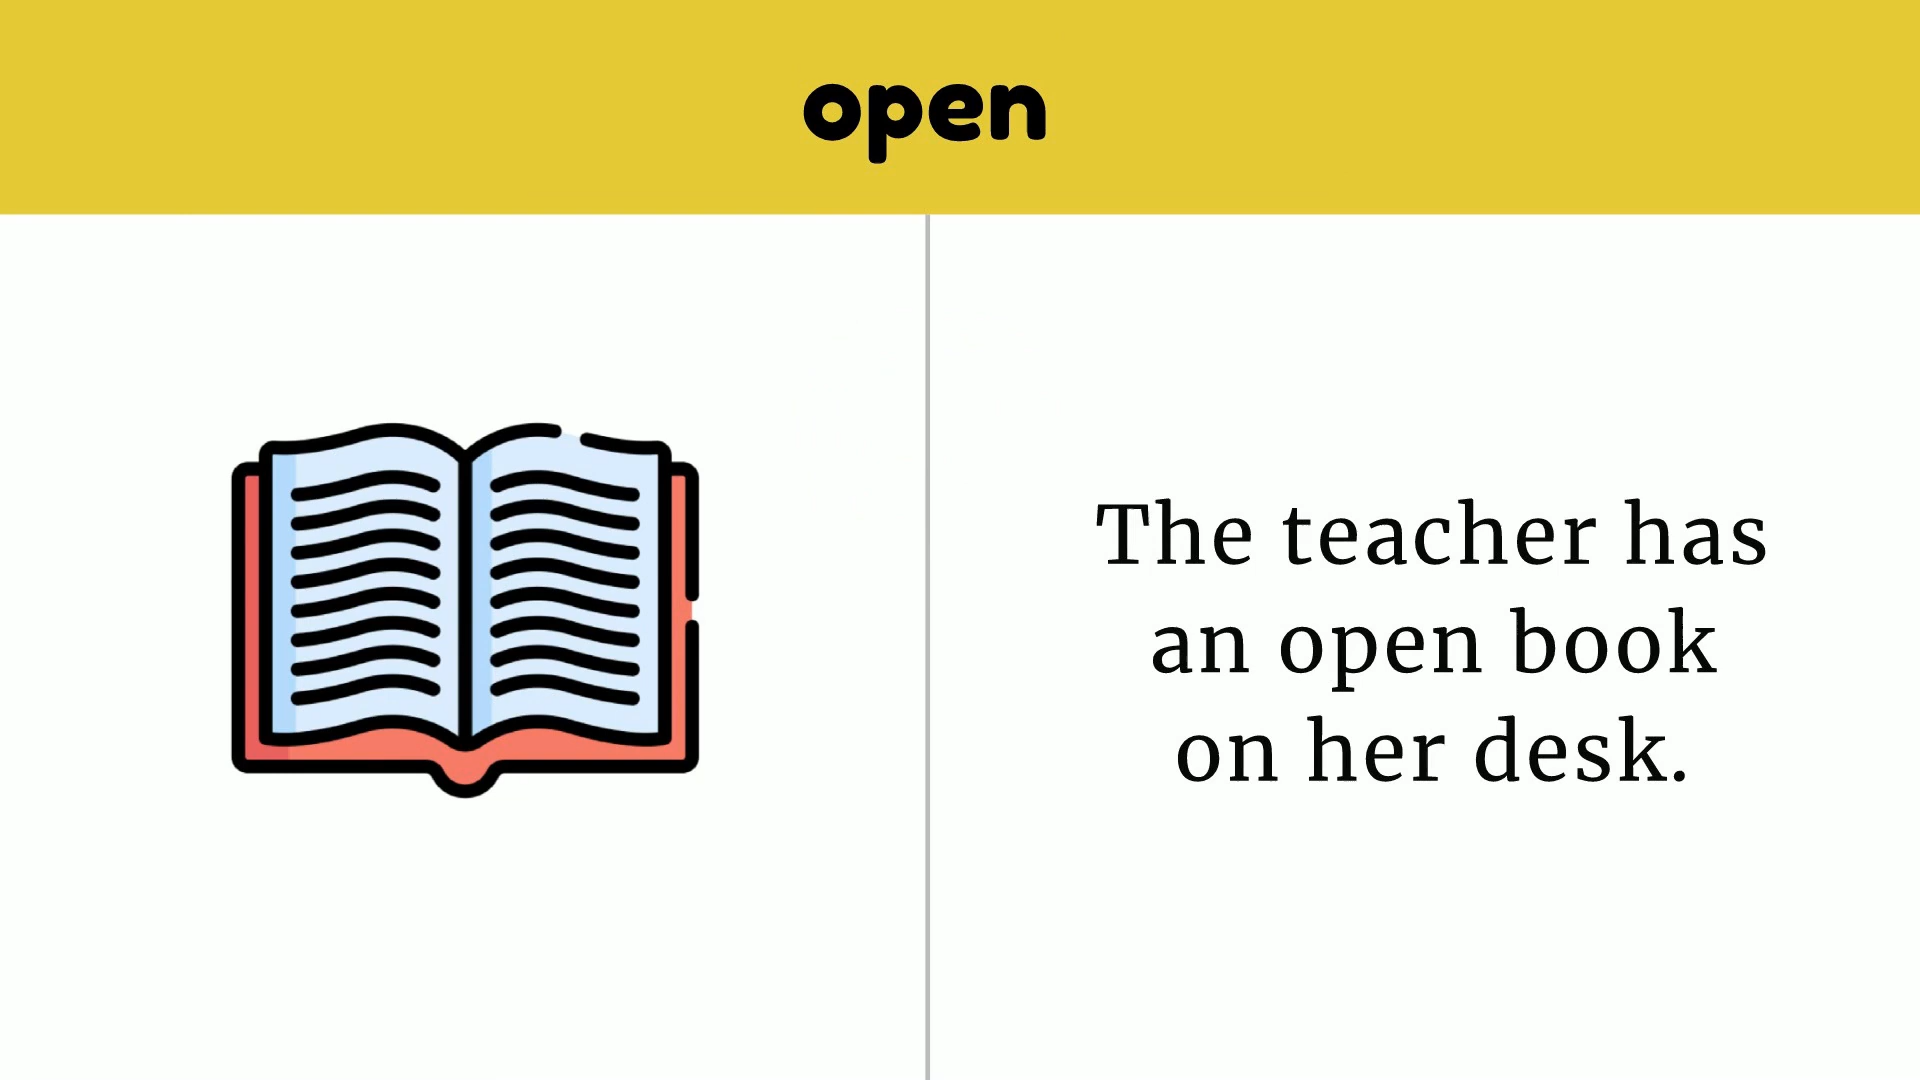 open
The teacher has
an open book
on her desk.